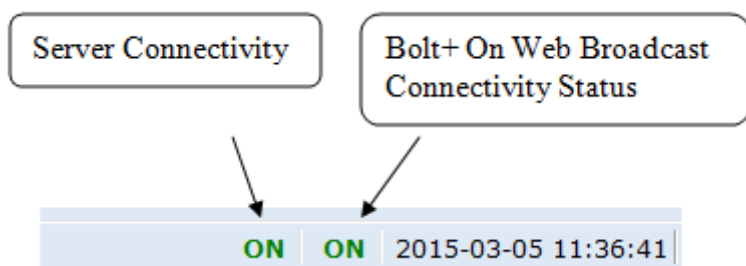 Server Connectivity
Bolt+ On Web Broadcast
Connectivity Status
ON ON 2015-03-05 11:36:41